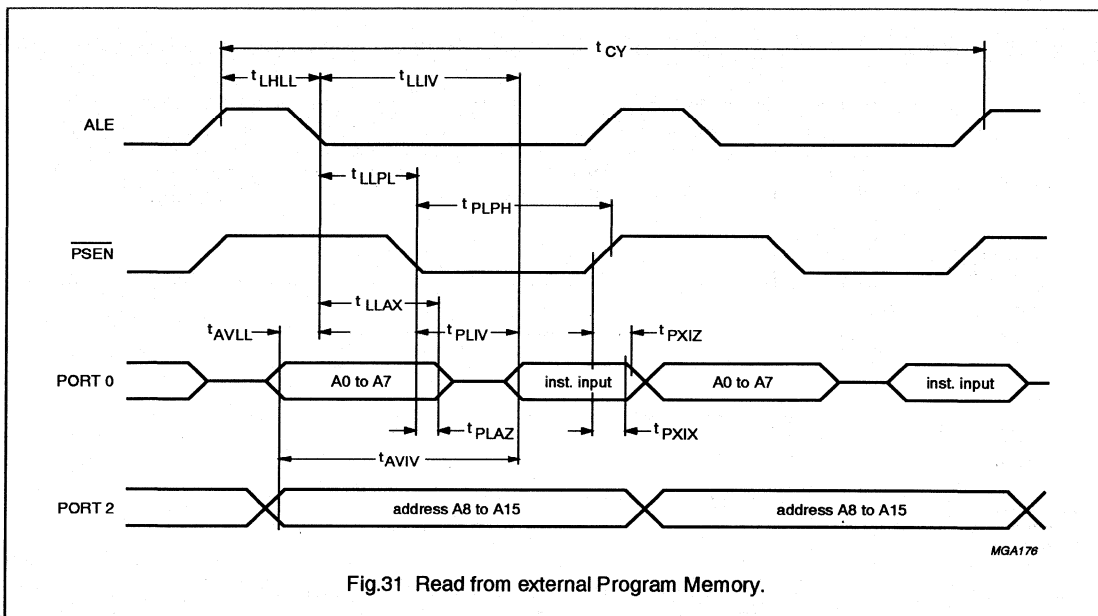 tCY
tLHLL
tLLIV
ALE
tLLPL
tPLPH
PSEN
tLLAX
tAVLL
tPLIV
tPXIZ
PORT 0
A0 to A7
inst. input
A0 to A7
inst. input
tPLAZ
tPXIX
tAVIV
PORT 2
address A8 to A15
address A8 to A15
MGA176
Fig.31 Read from external Program Memory.